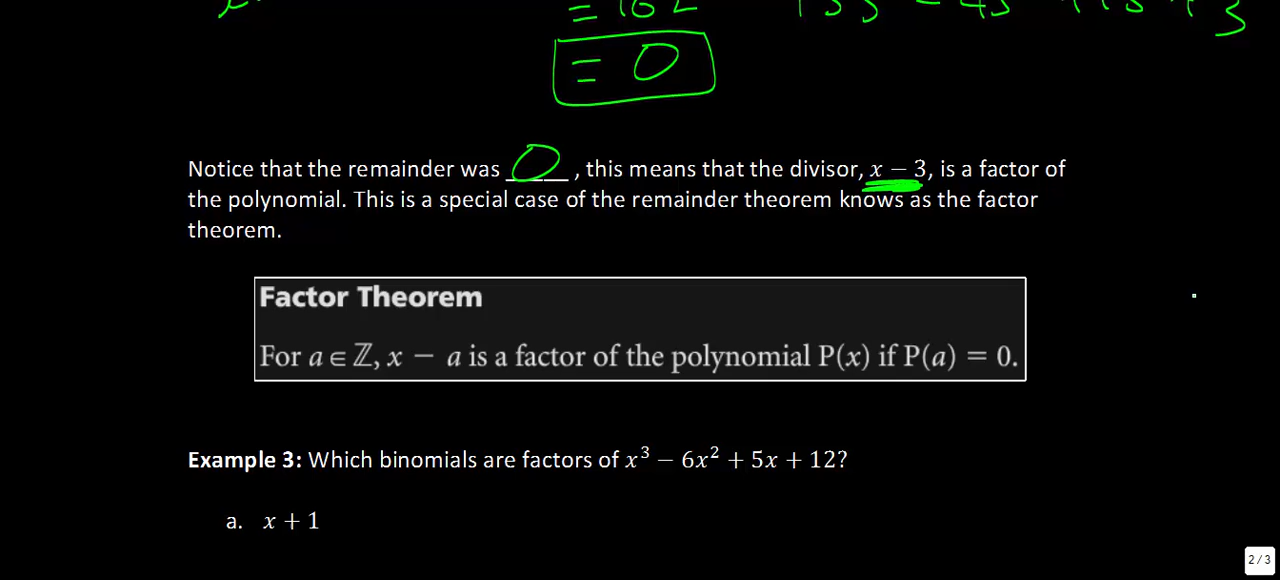 = 162
= 0
Notice that the remainder was 0, this means that the divisor, x − 3, is a factor of
the polynomial. This is a special case of the remainder theorem knows as the factor
theorem.
Factor Theorem
For a ∈ ℤ, x − a is a factor of the polynomial P(x) if P(a) = 0.
Example 3: Which binomials are factors of x³ − 6x² + 5x + 12?
a. x + 1
2/3